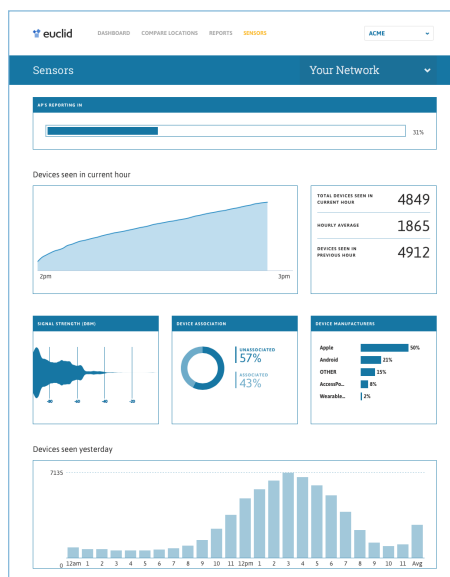 euclid DASHBOARD COMPARE LOCATIONS REPORTS SENSORS ACME
Sensors Your Network
AP'S REPORTING IN
31%
Devices seen in current hour
2pm 3pm
TOTAL DEVICES SEEN IN
CURRENT HOUR 4849
HOURLY AVERAGE 1865
DEVICES SEEN IN
PREVIOUS HOUR 4912
SIGNAL STRENGTH (DBM)
-80 -60 -40 -20
DEVICE ASSOCIATION
UNASSOCIATED
57%
ASSOCIATED
43%
DEVICE MANUFACTURERS
Apple 50%
Android 21%
OTHER 15%
AccessPo... 8%
Wearable... 2%
Devices seen yesterday
7135
0 12am 1 2 3 4 5 6 7 8 9 10 11 12pm 1 2 3 4 5 6 7 8 9 10 11 Avg